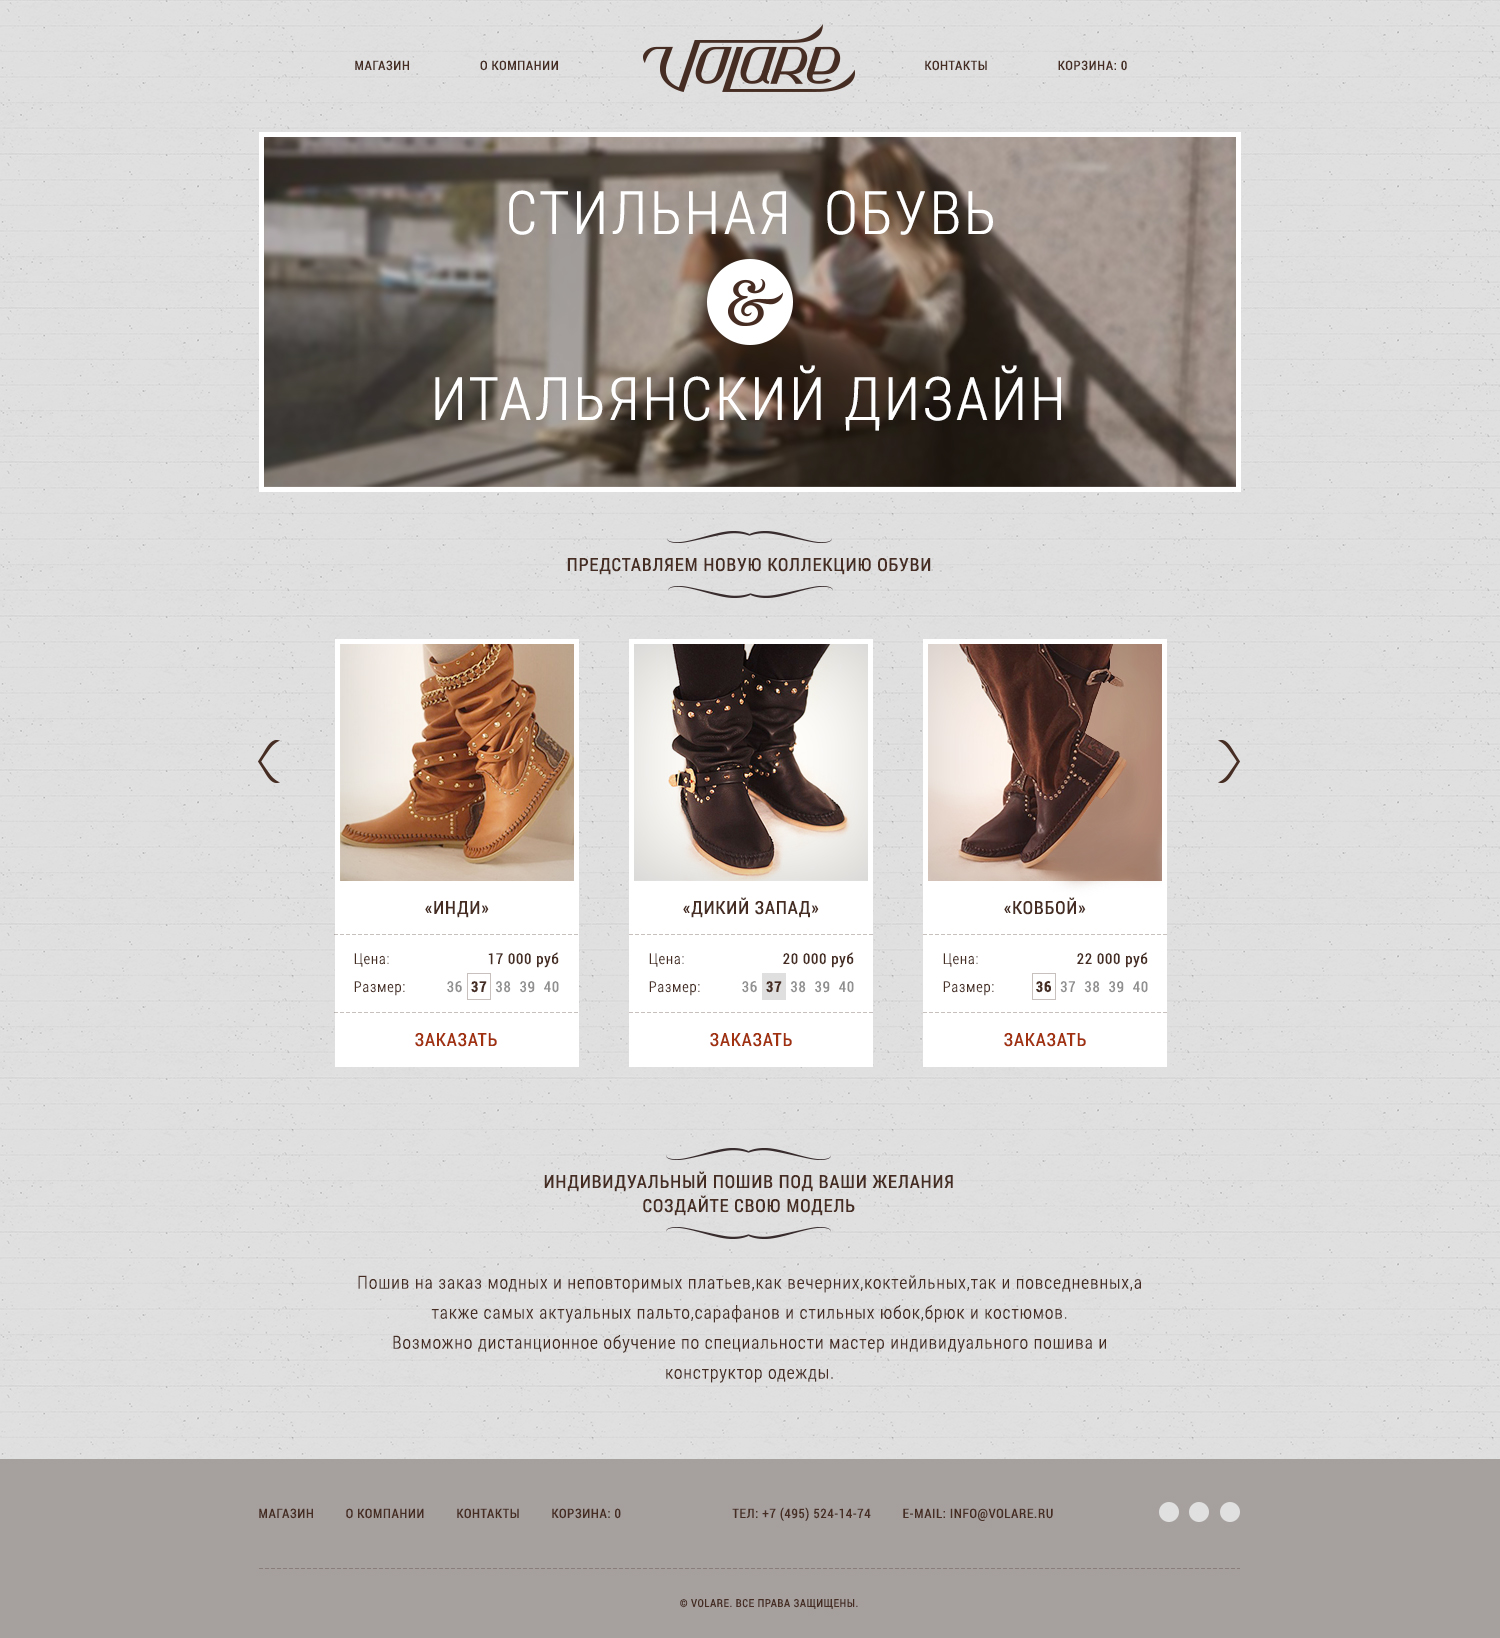 МАГАЗИН
О КОМПАНИИ
Volare
КОНТАКТЫ
КОРЗИНА: 0
СТИЛЬНАЯ ОБУВЬ
&
ИТАЛЬЯНСКИЙ ДИЗАЙН
ПРЕДСТАВЛЯЕМ НОВУЮ КОЛЛЕКЦИЮ ОБУВИ
«ИНДИ»
Цена: 17 000 руб
Размер: 36 37 38 39 40
ЗАКАЗАТЬ
«ДИКИЙ ЗАПАД»
Цена: 20 000 руб
Размер: 36 37 38 39 40
ЗАКАЗАТЬ
«КОВБОЙ»
Цена: 22 000 руб
Размер: 36 37 38 39 40
ЗАКАЗАТЬ
ИНДИВИДУАЛЬНЫЙ ПОШИВ ПОД ВАШИ ЖЕЛАНИЯ
СОЗДАЙТЕ СВОЮ МОДЕЛЬ
Пошив на заказ модных и неповторимых платьев,как вечерних,коктейльных,так и повседневных,а
также самых актуальных пальто,сарафанов и стильных юбок,брюк и костюмов.
Возможно дистанционное обучение по специальности мастер индивидуального пошива и
конструктор одежды.
МАГАЗИН
О КОМПАНИИ
КОНТАКТЫ
КОРЗИНА: 0
ТЕЛ: +7 (495) 524-14-74
E-MAIL: INFO@VOLARE.RU
© VOLARE. ВСЕ ПРАВА ЗАЩИЩЕНЫ.